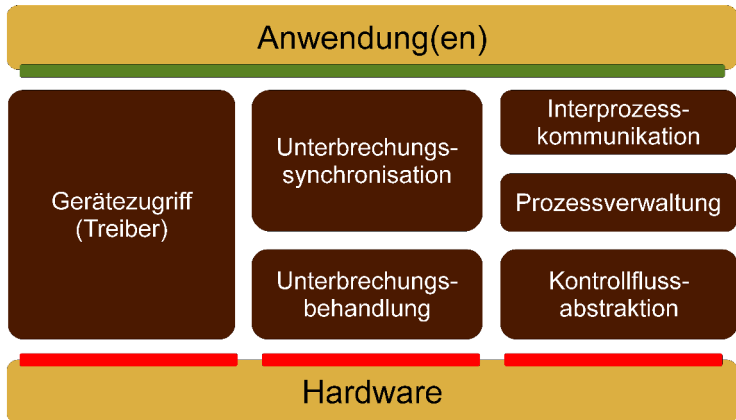 Anwendung(en)
Gerätezugriff
(Treiber)
Unterbrechungs-
synchronisation
Unterbrechungs-
behandlung
Interprozess-
kommunikation
Prozessverwaltung
Kontrollfluss-
abstraktion
Hardware